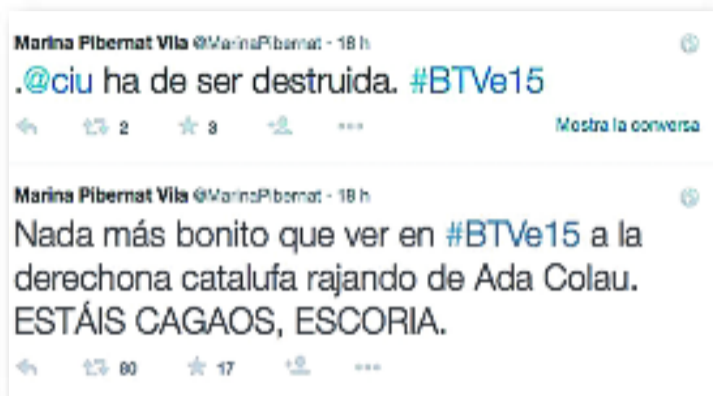 Marina Pibernat Vila @MarinaPibernat - 18 h
.@ciu ha de ser destruida. #BTVe15
2 3 Mostra la conversa
Marina Pibernat Vila @MarinaPibernat - 18 h
Nada más bonito que ver en #BTVe15 a la
derechona catalufa rajando de Ada Colau.
ESTÁIS CAGAOS, ESCORIA.
80 17